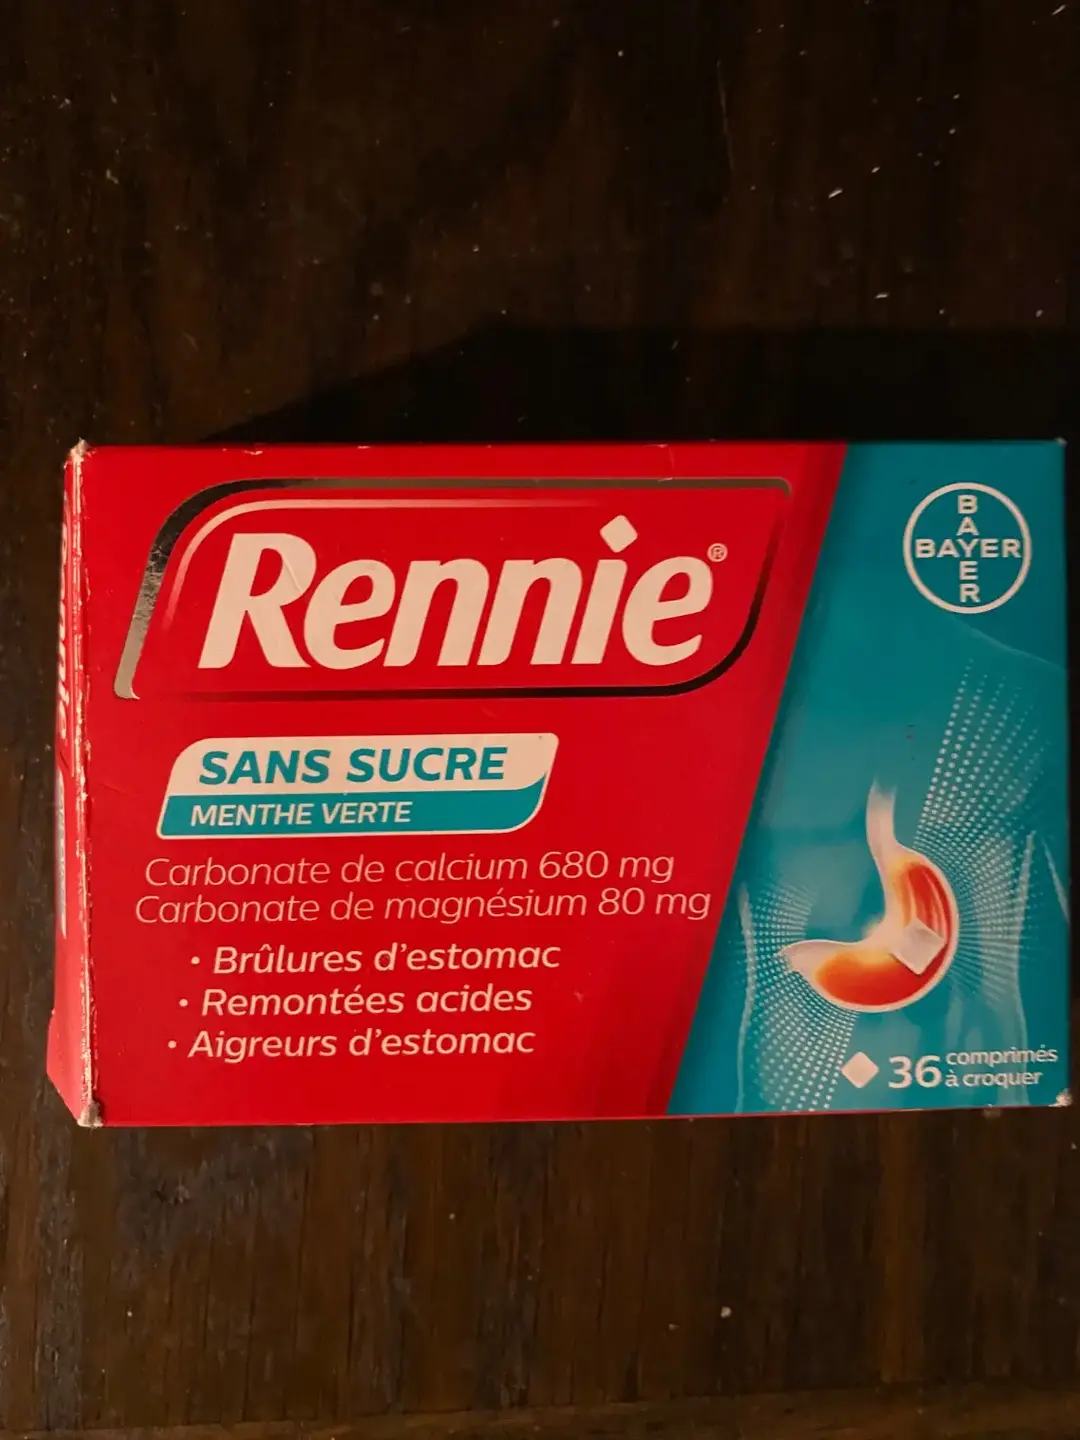 Rennie®
BAYER
BAYER
SANS SUCRE
MENTHE VERTE
Carbonate de calcium 680 mg
Carbonate de magnésium 80 mg
• Brûlures d'estomac
• Remontées acides
• Aigreurs d'estomac
36 comprimés
à croquer